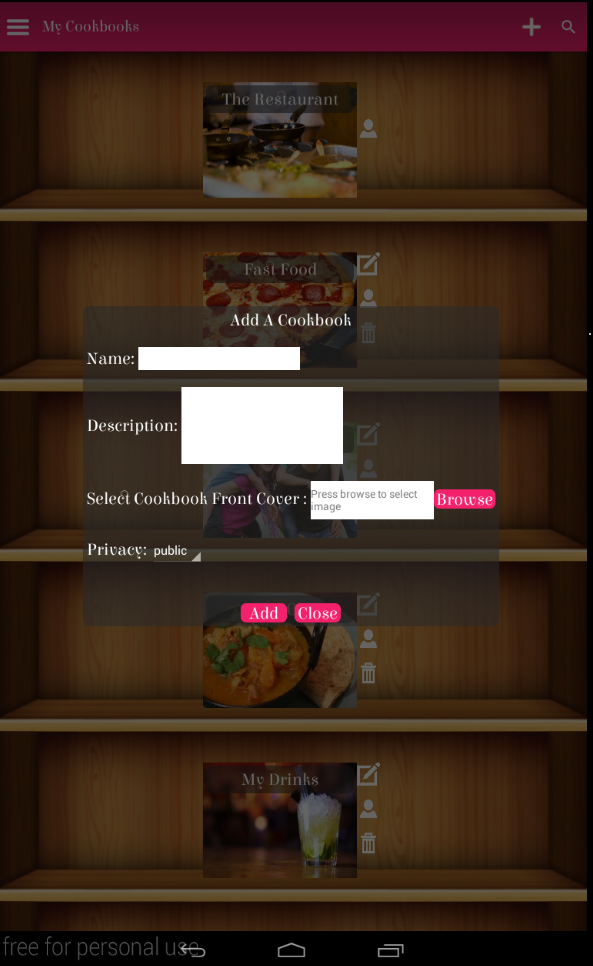 My Cookbooks
The Restaurant
Fast Food
Add A Cookbook
Name:
Description:
Select Cookbook Front Cover :
Press browse to select
image
Browse
Privacy: public
Add Close
My Drinks
free for personal use